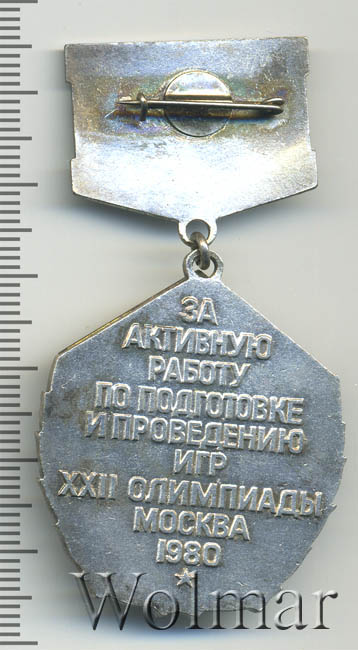 ЗА
АКТИВНУЮ
РАБОТУ
ПО ПОДГОТОВКЕ
И ПРОВЕДЕНИЮ
ИГР
XXII ОЛИМПИАДЫ
МОСКВА
1980
Wolmar